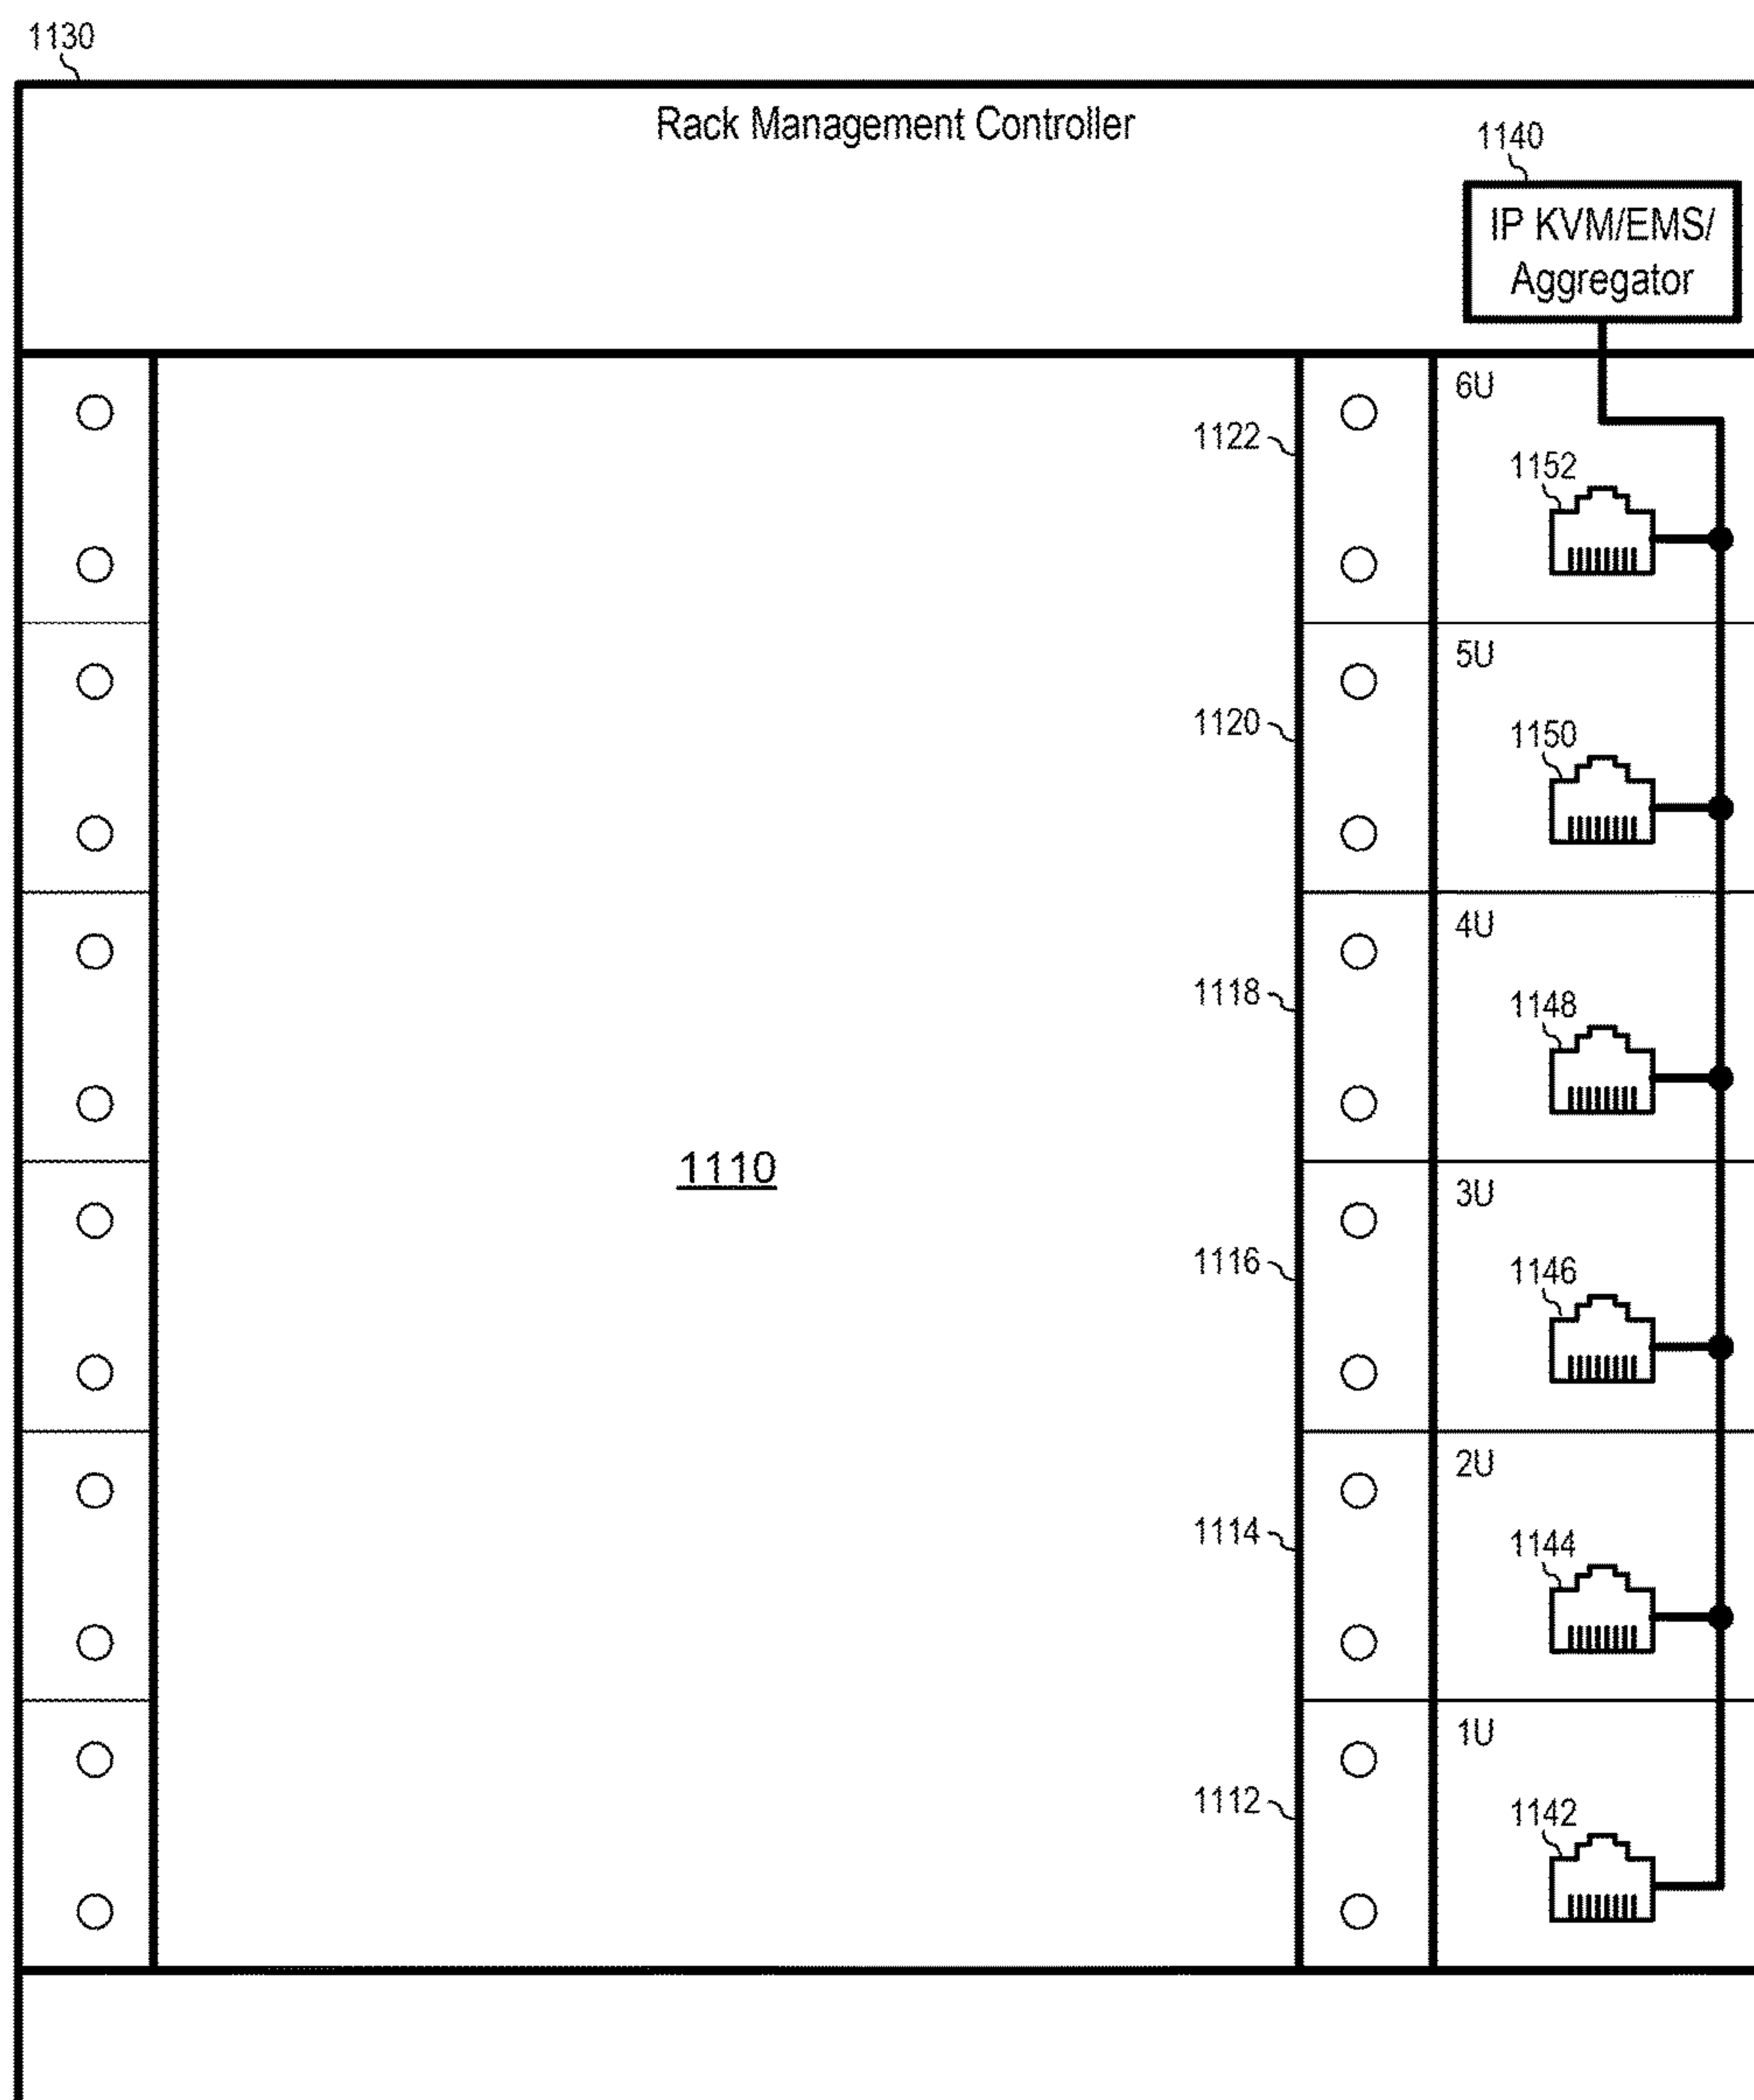 1130
Rack Management Controller
1140
IP KVM/EMS/
Aggregator
6U
1122
1152
5U
1120
1150
4U
1118
1148
1110
3U
1116
1146
2U
1114
1144
1U
1112
1142